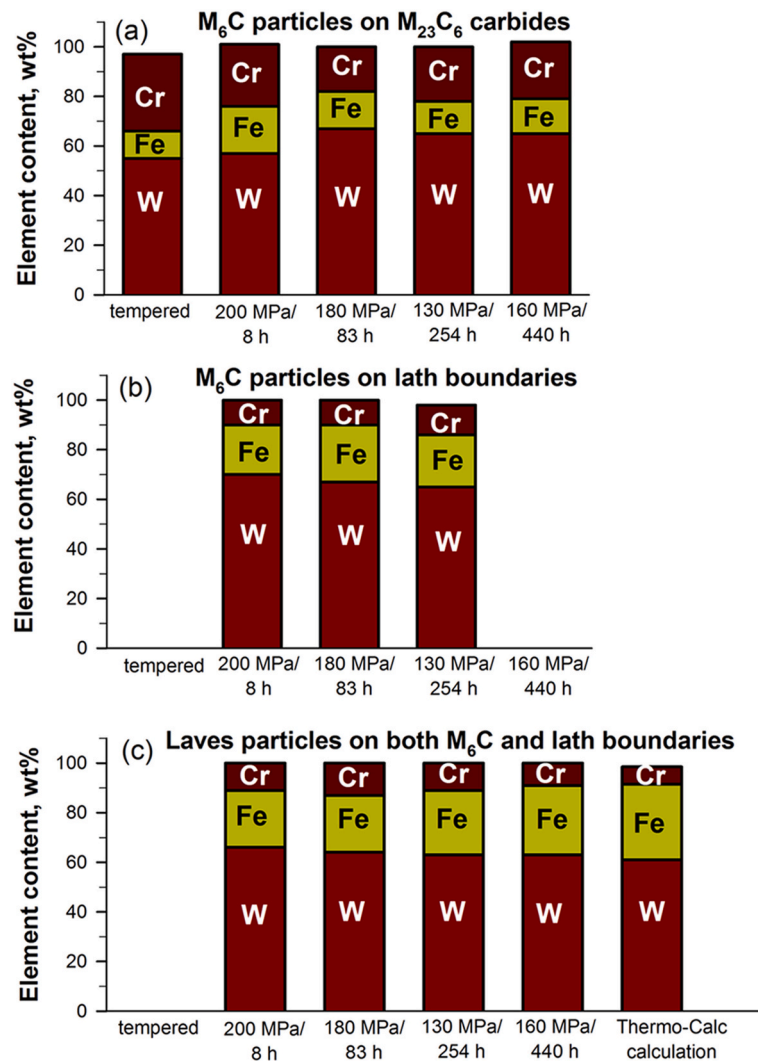 (a) M₆C particles on M₂₃C₆ carbides
Element content, wt%
100
80
60
40
20
0
Cr Cr Cr Cr Cr
Fe Fe Fe Fe Fe
W W W W W
tempered 200 MPa/ 180 MPa/ 130 MPa/ 160 MPa/
8 h 83 h 254 h 440 h
(b) M₆C particles on lath boundaries
Element content, wt%
100
80
60
40
20
0
Cr Cr Cr
Fe Fe Fe
W W W
tempered 200 MPa/ 180 MPa/ 130 MPa/ 160 MPa/
8 h 83 h 254 h 440 h
(c) Laves particles on both M₆C and lath boundaries
Element content, wt%
100
80
60
40
20
0
Cr Cr Cr Cr Cr
Fe Fe Fe Fe Fe
W W W W W
tempered 200 MPa/ 180 MPa/ 130 MPa/ 160 MPa/ Thermo-Calc
8 h 83 h 254 h 440 h calculation